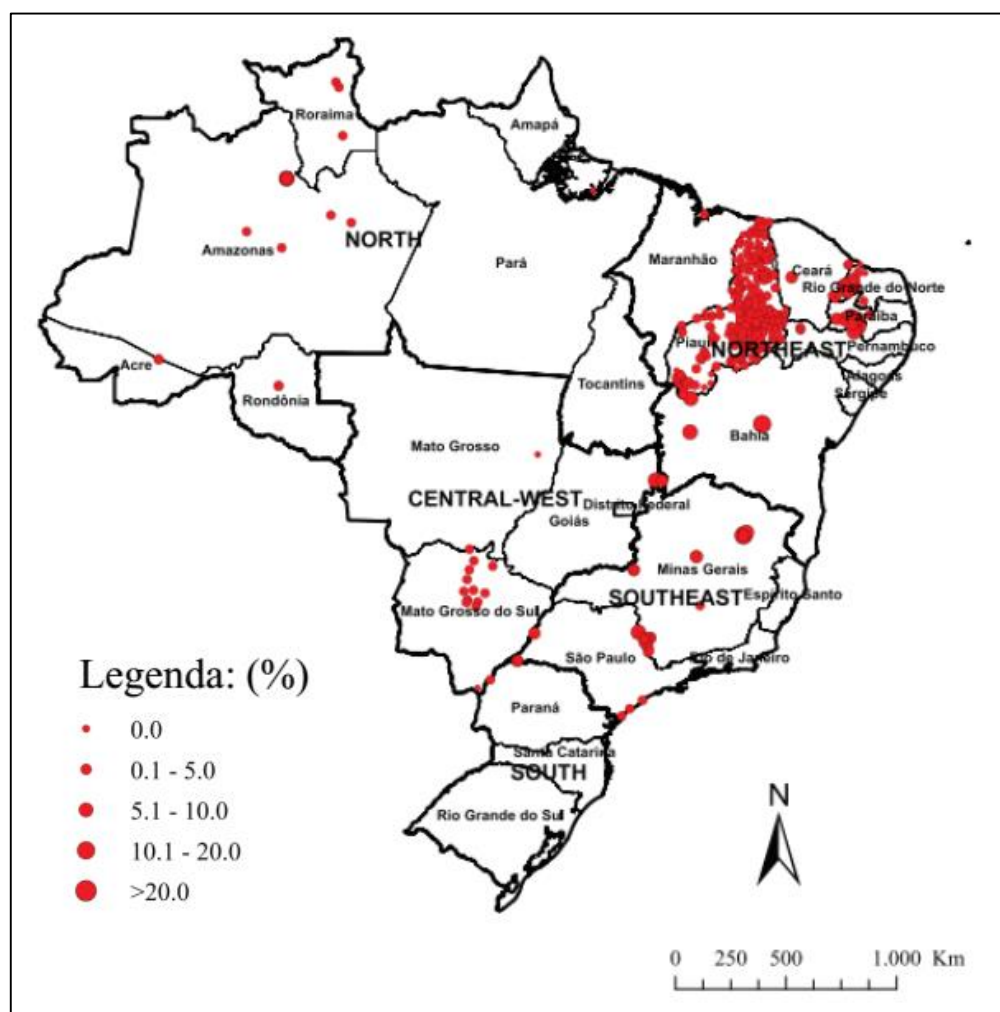 Roraima
Amapá
Amazonas
NORTH
Pará
Maranhão
Ceará
Rio Grande do Norte
Paraíba
Piauí
NORTHEAST
Pernambuco
Alagoas
Sergipe
Acre
Rondônia
Tocantins
Bahia
Mato Grosso
CENTRAL-WEST
Distrito Federal
Goiás
Minas Gerais
SOUTHEAST
Espírito Santo
Mato Grosso do Sul
São Paulo
Rio de Janeiro
Paraná
Santa Catarina
SOUTH
Rio Grande do Sul
Legenda: (%)
0.0
0.1 - 5.0
5.1 - 10.0
10.1 - 20.0
>20.0
N
0 250 500 1.000 Km